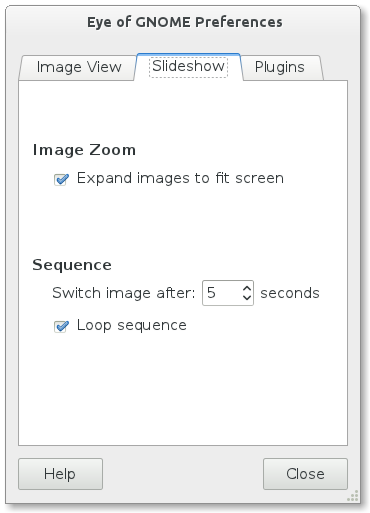 Eye of GNOME Preferences
Image View Slideshow Plugins
Image Zoom
Expand images to fit screen
Sequence
Switch image after: 5 seconds
Loop sequence
Help Close